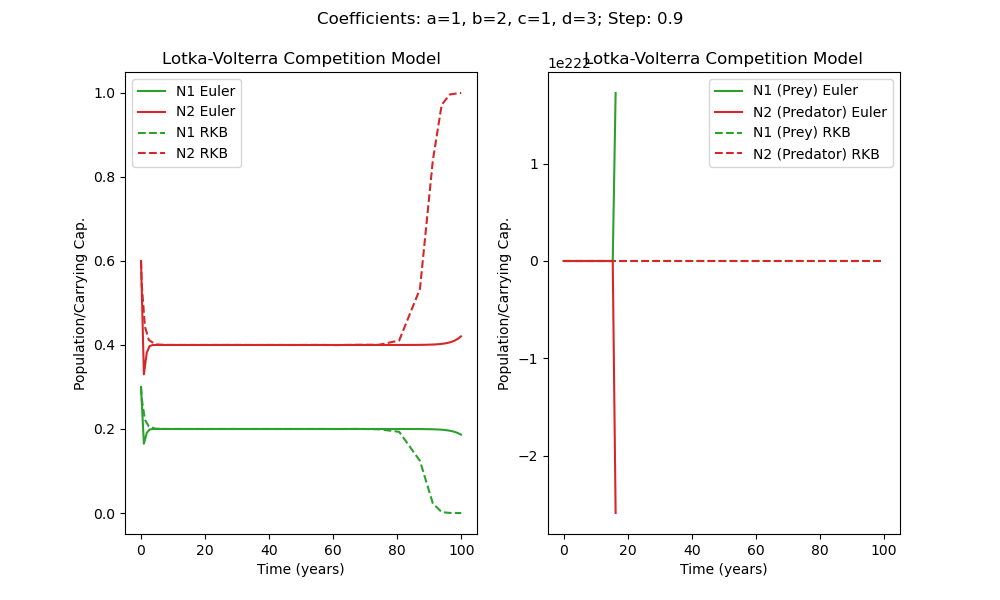 Coefficients: a=1, b=2, c=1, d=3; Step: 0.9
Lotka-Volterra Competition Model
N1 Euler
N2 Euler
N1 RKB
N2 RKB
1.0
0.8
0.6
0.4
0.2
0.0
Population/Carrying Cap.
0
20
40
60
80
100
Time (years)
Lotka-Volterra Competition Model
1e222
N1 (Prey) Euler
N2 (Predator) Euler
N1 (Prey) RKB
N2 (Predator) RKB
1
0
−1
−2
Population/Carrying Cap.
0
20
40
60
80
100
Time (years)